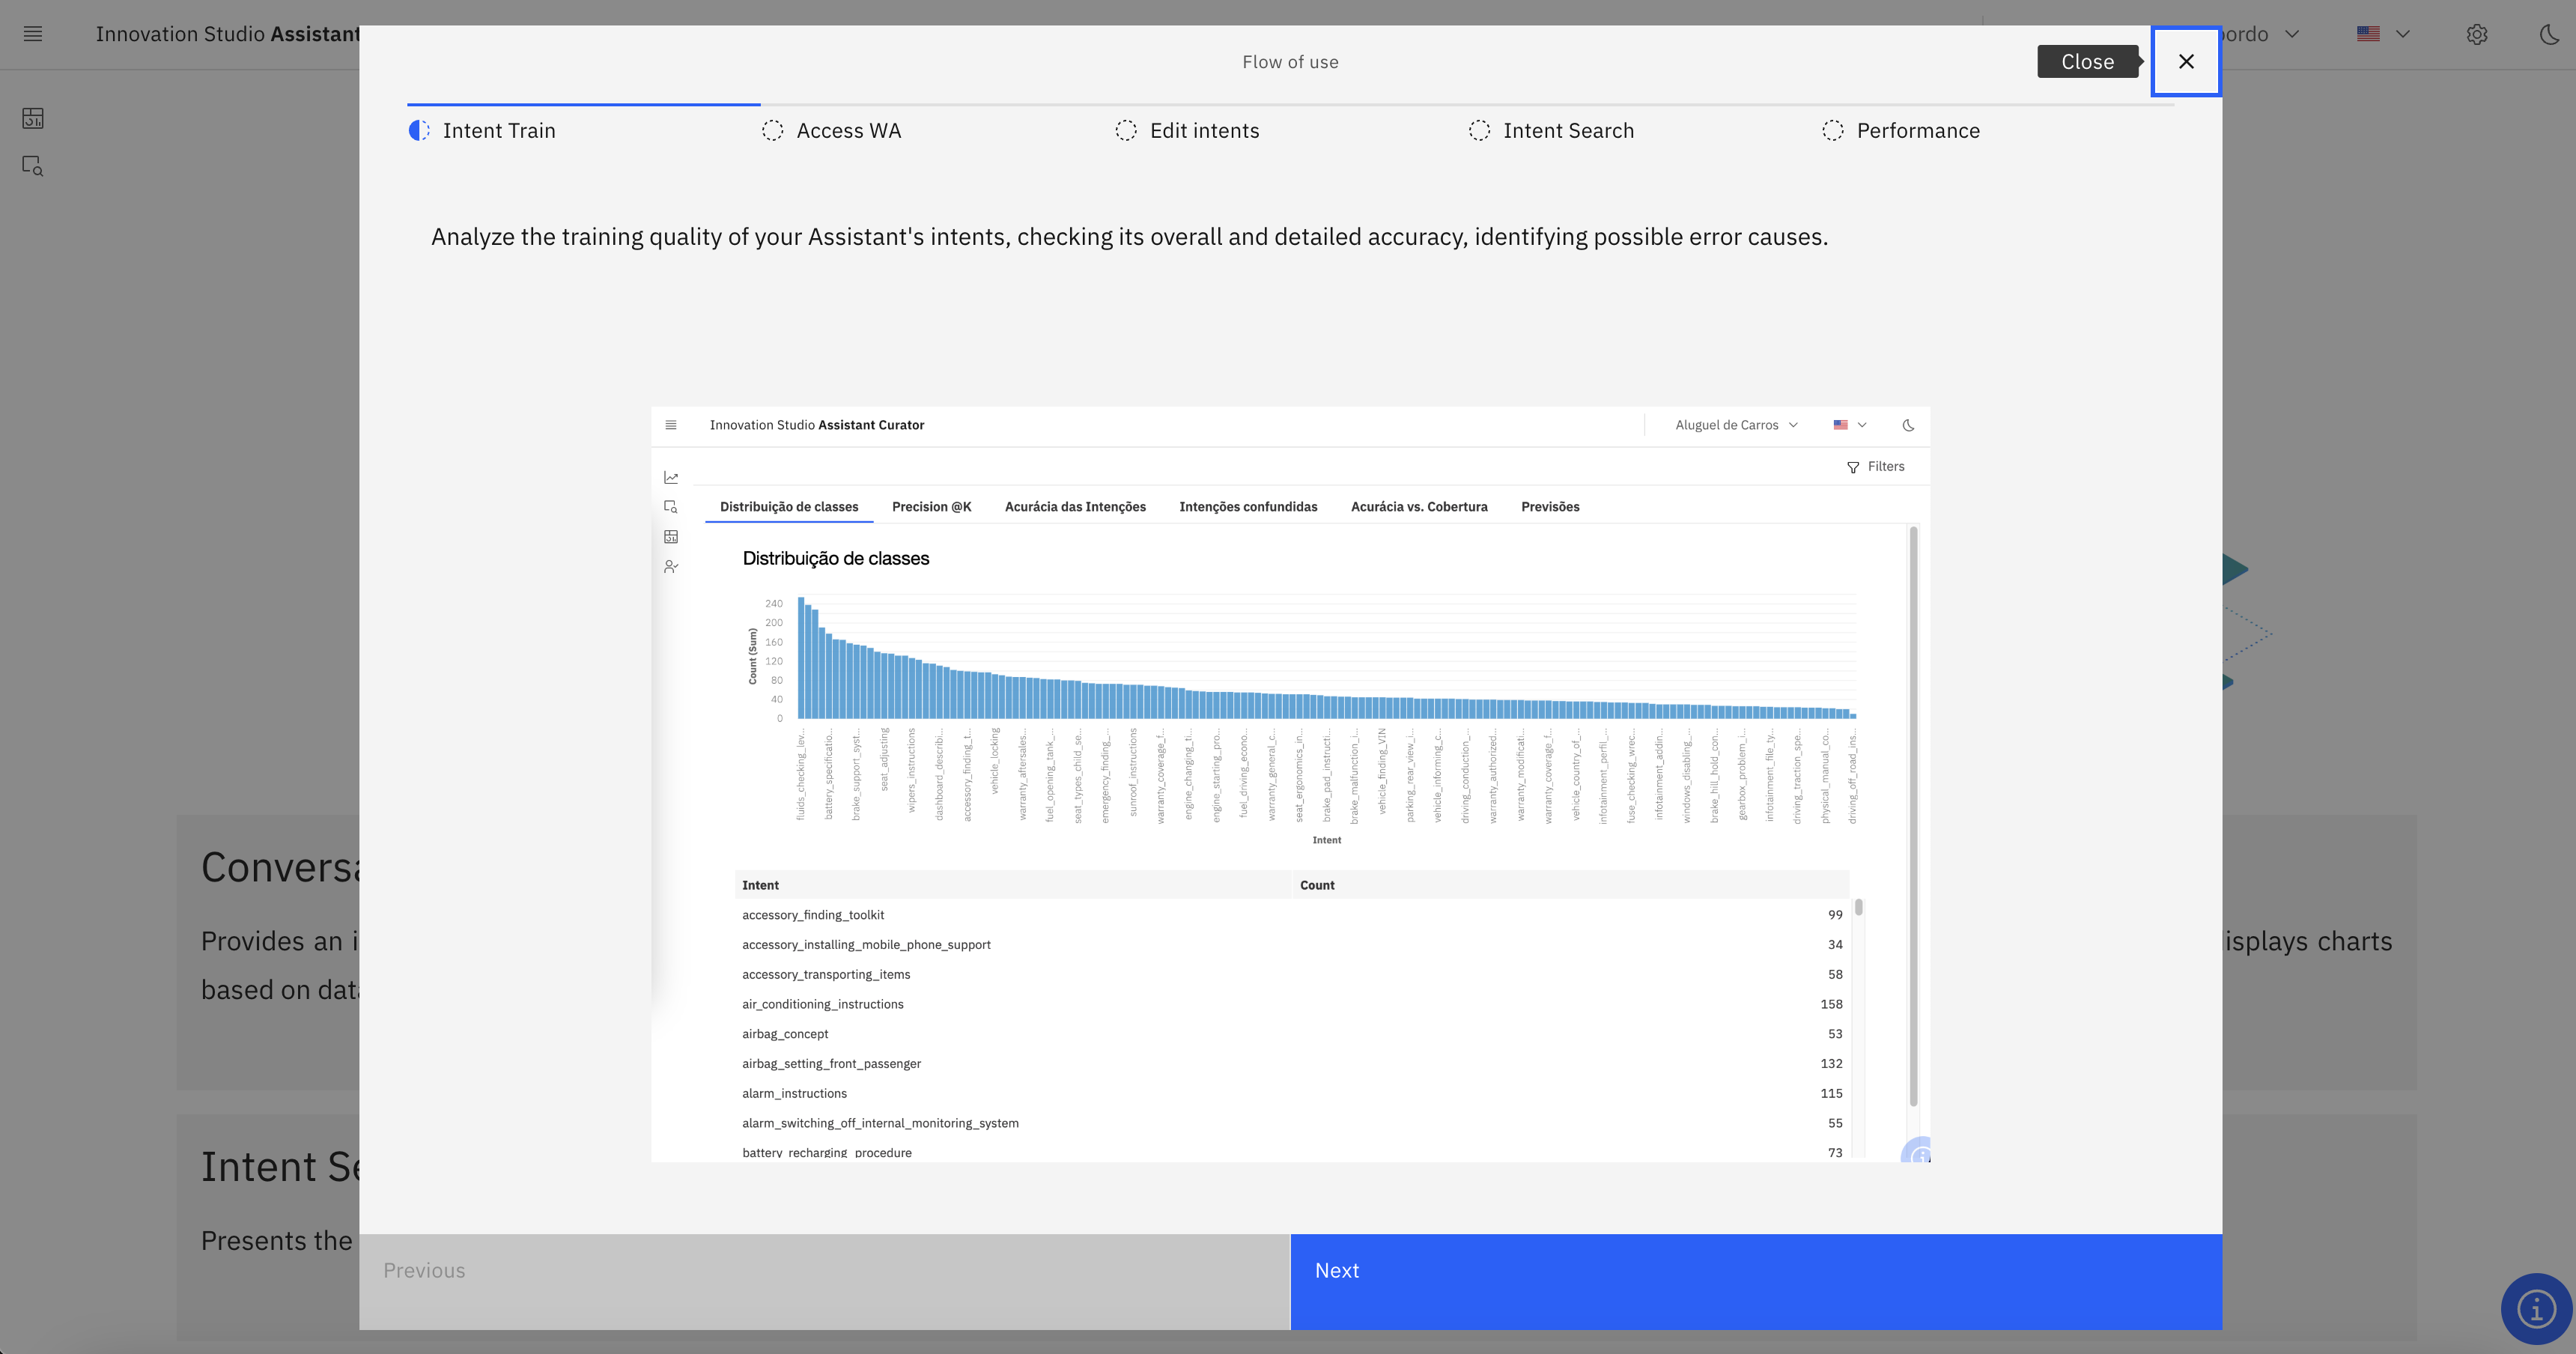 Innovation Studio Assistant
Flow of use
Close
bordo
Intent Train
Access WA
Edit intents
Intent Search
Performance
Analyze the training quality of your Assistant's intents, checking its overall and detailed accuracy, identifying possible error causes.
Innovation Studio Assistant Curator
Aluguel de Carros
Filters
Distribuição de classes
Precision @K
Acurácia das Intenções
Intenções confundidas
Acurácia vs. Cobertura
Previsões
Distribuição de classes
Count (Sum)
240
200
160
120
80
40
0
fluids_checking_lev...
battery_specificatio...
brake_support_syst...
seat_adjusting
wipers_instructions
dashboard_describi...
accessory_finding_t...
vehicle_locking
warranty_aftersales...
fuel_opening_tank_...
seat_types_child_se...
emergency_finding_...
sunroof_instructions
warranty_coverage_f...
engine_changing_ti...
engine_starting_pro...
fuel_driving_econo...
warranty_general_c...
seat_ergonomics_in...
brake_pad_instructi...
brake_malfunction_i...
vehicle_finding_VIN
parking_rear_view_i...
vehicle_informing_c...
driving_conduction_...
warranty_authorized...
warranty_modificati...
warranty_coverage_f...
vehicle_country_of_...
infotainment_perfil_...
fuse_checking_wrec...
infotainment_addin...
windows_disabling_...
brake_hill_hold_con...
gearbox_problem_i...
infotainment_file_ty...
driving_traction_spe...
physical_manual_co...
driving_off_road_ins...
Intent
Intent Count
accessory_finding_toolkit 99
accessory_installing_mobile_phone_support 34
accessory_transporting_items 58
air_conditioning_instructions 158
airbag_concept 53
airbag_setting_front_passenger 132
alarm_instructions 115
alarm_switching_off_internal_monitoring_system 55
battery_recharging_procedure 73
Conversa
Provides an i
based on data
isplays charts
Intent Se
Presents the
Previous
Next